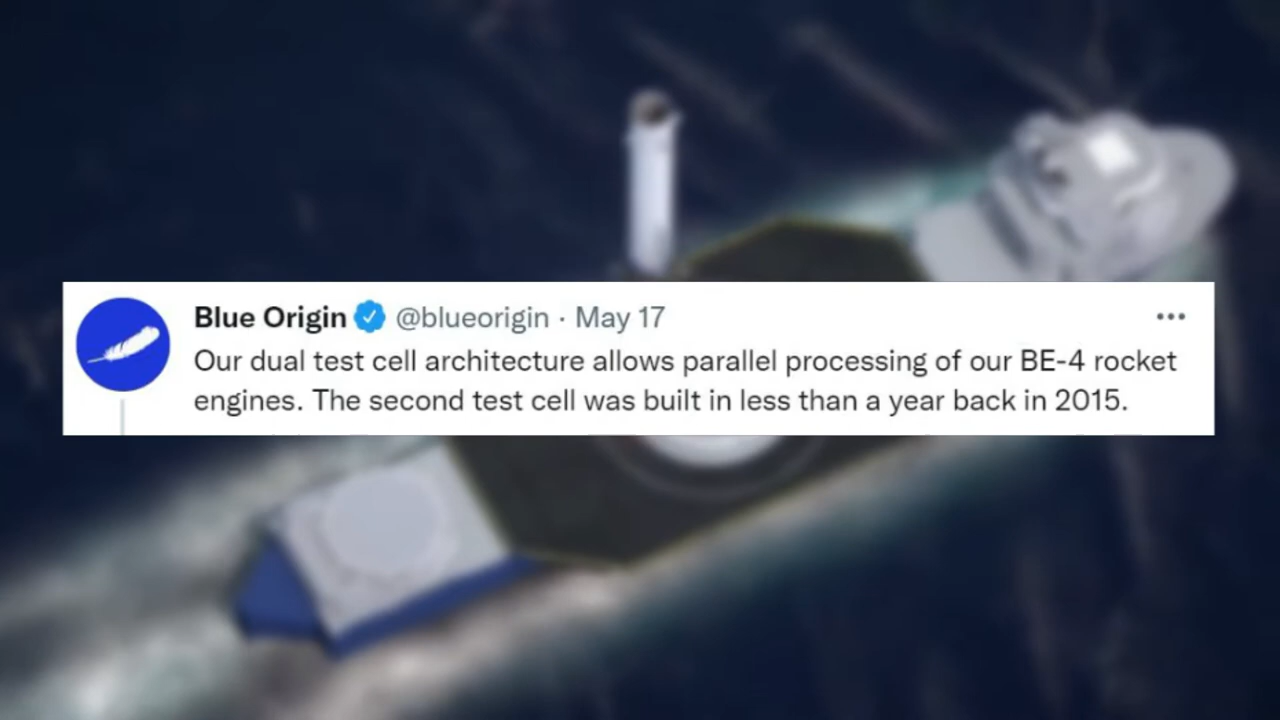 Blue Origin @blueorigin · May 17
Our dual test cell architecture allows parallel processing of our BE-4 rocket
engines. The second test cell was built in less than a year back in 2015.